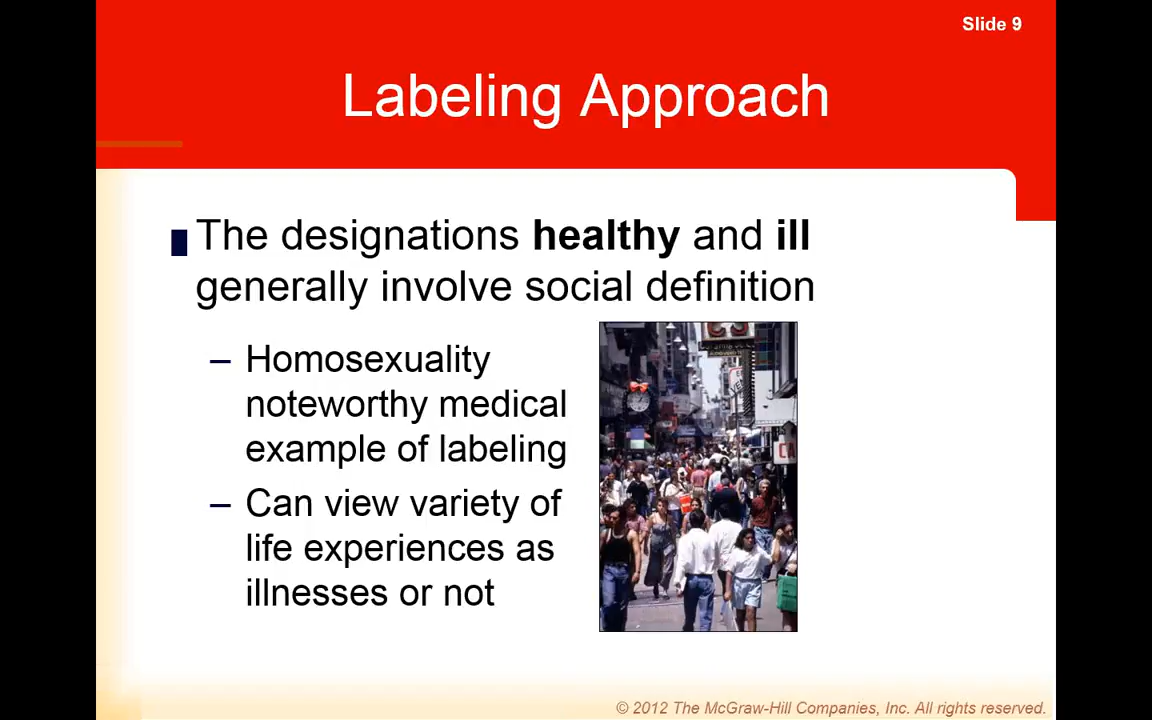 Slide 9
Labeling Approach
The designations healthy and ill
generally involve social definition
– Homosexuality
noteworthy medical
example of labeling
– Can view variety of
life experiences as
illnesses or not
© 2012 The McGraw-Hill Companies, Inc. All rights reserved.